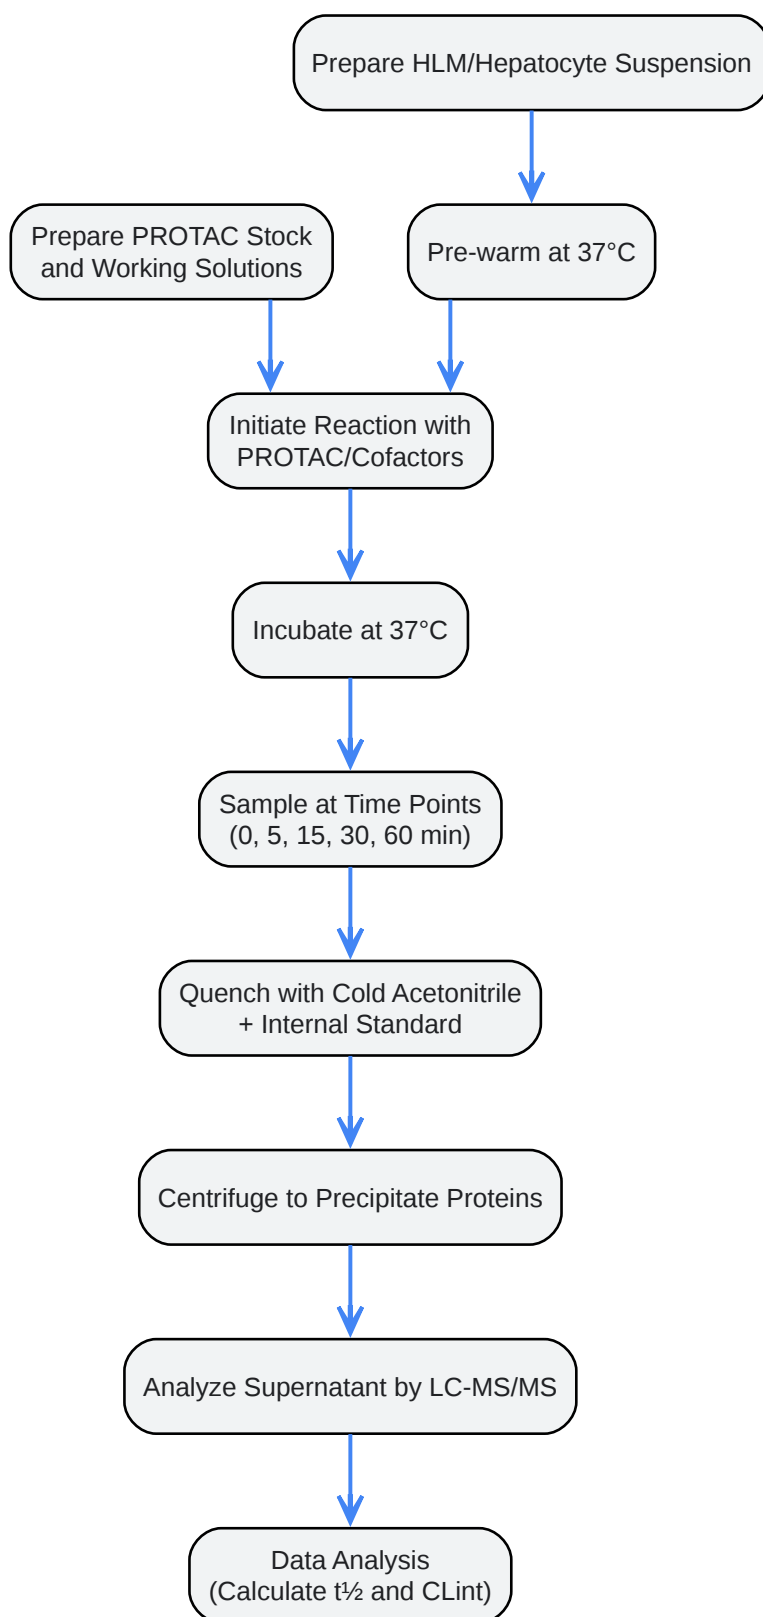 Prepare HLM/Hepatocyte Suspension
Prepare PROTAC Stock
and Working Solutions
Pre-warm at 37°C
Initiate Reaction with
PROTAC/Cofactors
Incubate at 37°C
Sample at Time Points
(0, 5, 15, 30, 60 min)
Quench with Cold Acetonitrile
+ Internal Standard
Centrifuge to Precipitate Proteins
Analyze Supernatant by LC-MS/MS
Data Analysis
(Calculate t½ and CLint)